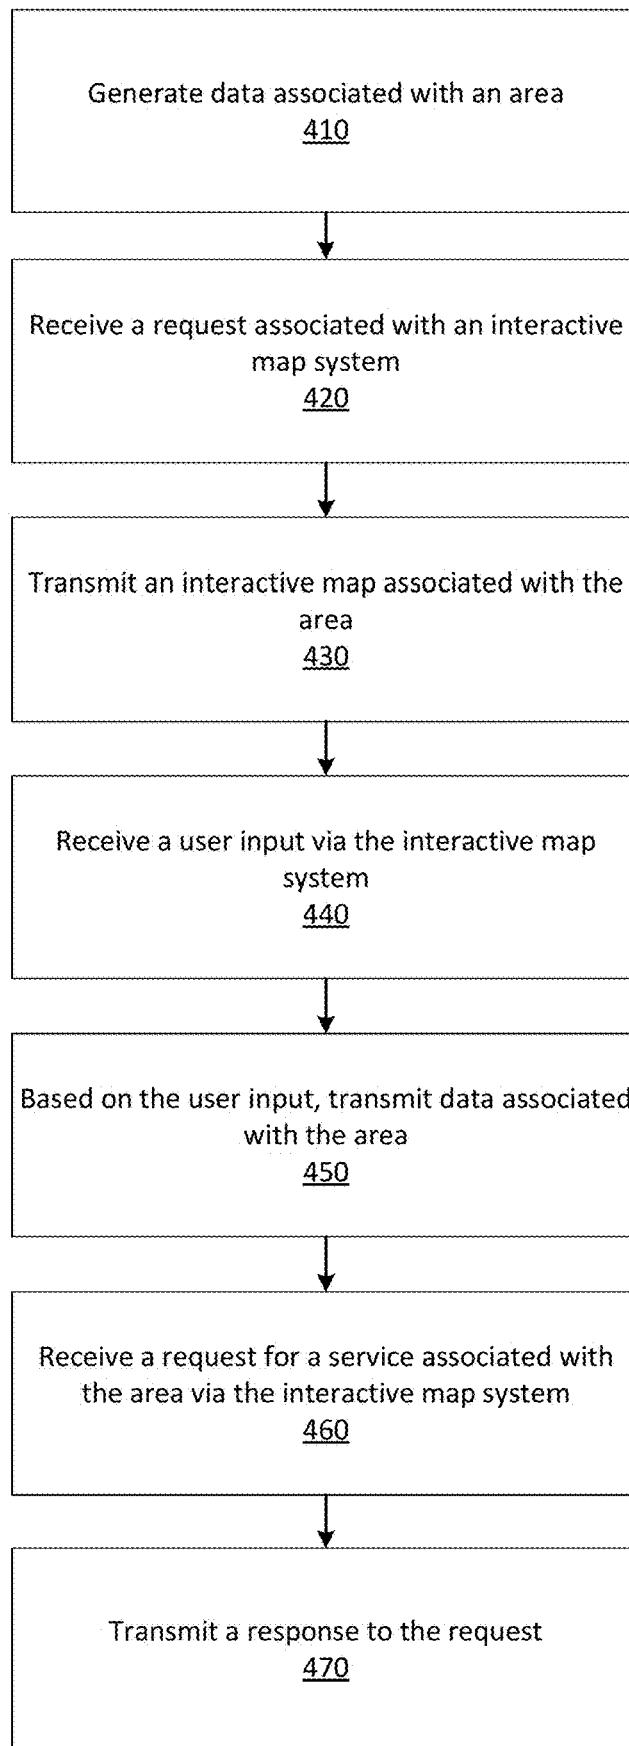 Generate data associated with an area
410
Receive a request associated with an interactive
map system
420
Transmit an interactive map associated with the
area
430
Receive a user input via the interactive map
system
440
Based on the user input, transmit data associated
with the area
450
Receive a request for a service associated with
the area via the interactive map system
460
Transmit a response to the request
470